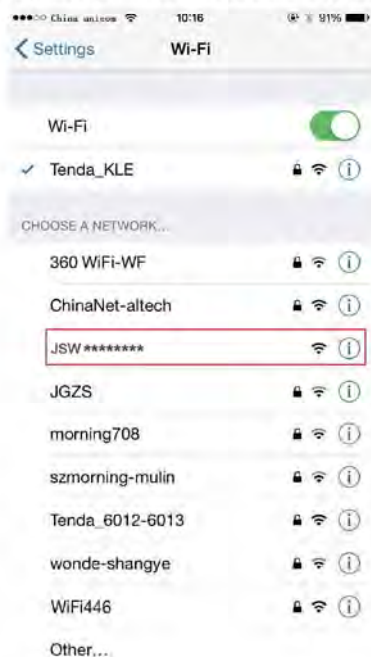 China unicom 10:16 91%
Settings Wi-Fi
Wi-Fi
Tenda_KLE
CHOOSE A NETWORK...
360 WiFi-WF
ChinaNet-altech
JSW********
JGZS
morning708
szmorning-mulin
Tenda_6012-6013
wonde-shangye
WiFi446
Other...